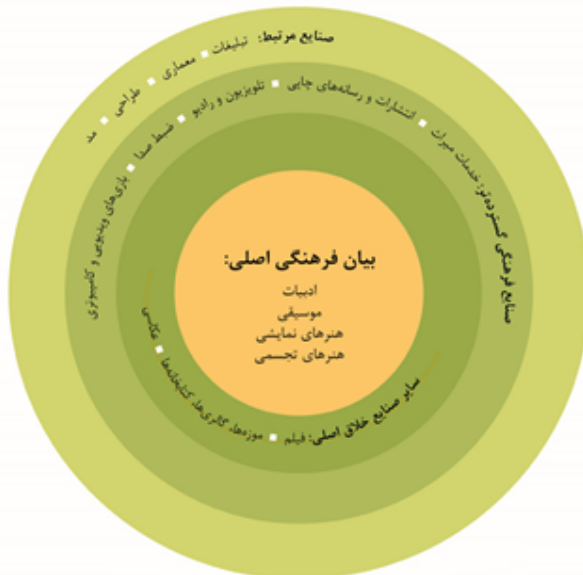 صنایع مرتبط: تبلیغات ▪ معماری ▪ طراحی ▪ مد
صنایع فرهنگی گسترده‌تر: خدمات میراث ▪ انتشارات و رسانه‌های چاپی ▪ تلویزیون و رادیو ▪ ضبط صدا ▪ بازی‌های ویدیویی و کامپیوتری
بیان فرهنگی اصلی:
ادبیات
موسیقی
هنرهای نمایشی
هنرهای تجسمی
سایر صنایع خلاق اصلی: فیلم ▪ موزه‌ها، گالری‌ها، کتابخانه‌ها ▪ عکاسی